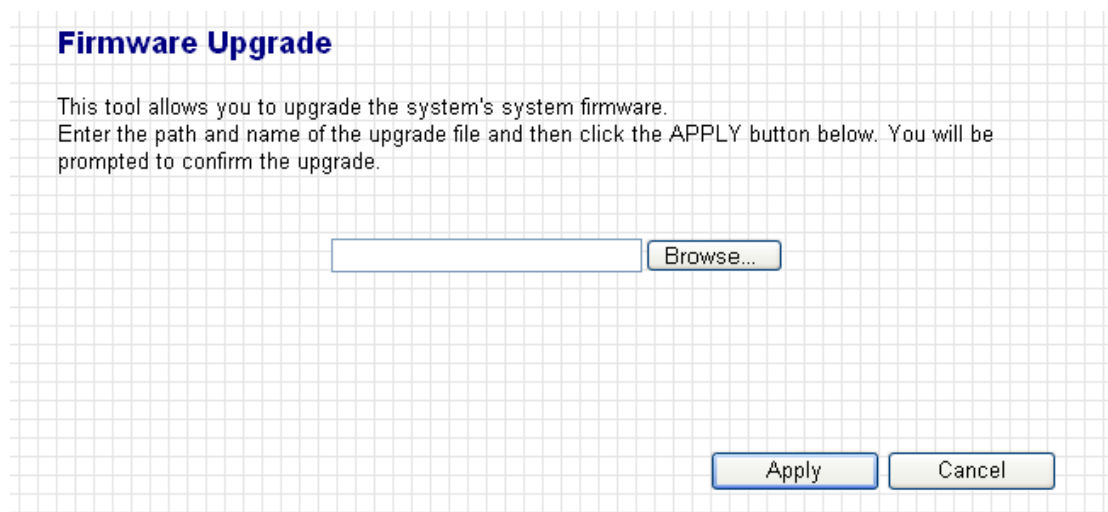 Firmware Upgrade
This tool allows you to upgrade the system's system firmware.
Enter the path and name of the upgrade file and then click the APPLY button below. You will be
prompted to confirm the upgrade.
Browse...
Apply Cancel